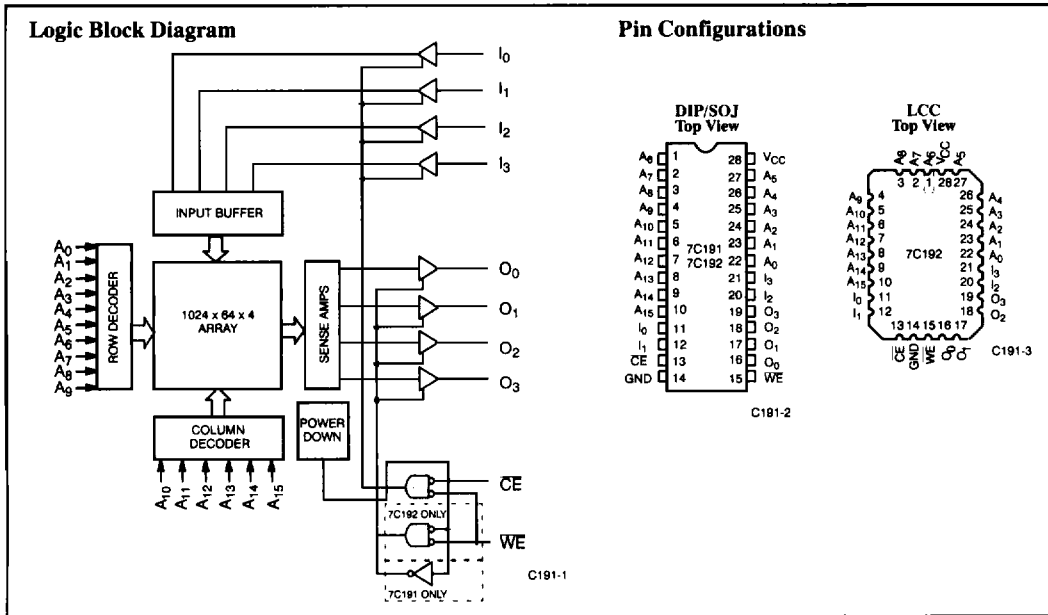 Logic Block Diagram
I0
I1
I2
I3
INPUT BUFFER
A0
A1
A2
A3
A4
A5
A6
A7
A8
A9
ROW DECODER
1024 x 64 x 4
ARRAY
SENSE AMPS
O0
O1
O2
O3
COLUMN
DECODER
POWER
DOWN
A10
A11
A12
A13
A14
A15
CE
7C192 ONLY
WE
7C191 ONLY
C191-1
Pin Configurations
DIP/SOJ
Top View
A6 1 28 VCC
A7 2 27 A5
A8 3 26 A4
A9 4 25 A3
A10 5 24 A2
A11 6 7C191 23 A1
A12 7 7C192 22 A0
A13 8 21 I3
A14 9 20 I2
A15 10 19 O3
I0 11 18 O2
I1 12 17 O1
CE 13 16 O0
GND 14 15 WE
C191-2
LCC
Top View
A8 A7 A6 VCC A5
3 2 1 28 27
A9 4 26 A4
A10 5 25 A3
A11 6 24 A2
A12 7 7C192 23 A1
A13 8 22 A0
A14 9 21 I3
A15 10 20 I2
I0 11 19 O3
I1 12 18 O2
13 14 15 16 17
CE GND WE O0 O1
C191-3